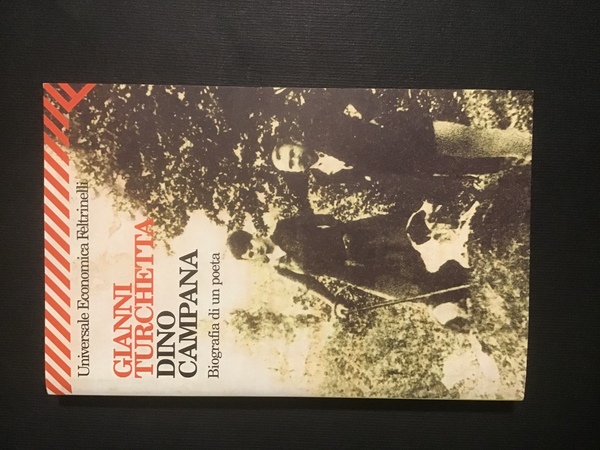 Universale Economica Feltrinelli
GIANNI
TURCHETTA
DINO
CAMPANA
Biografia di un poeta